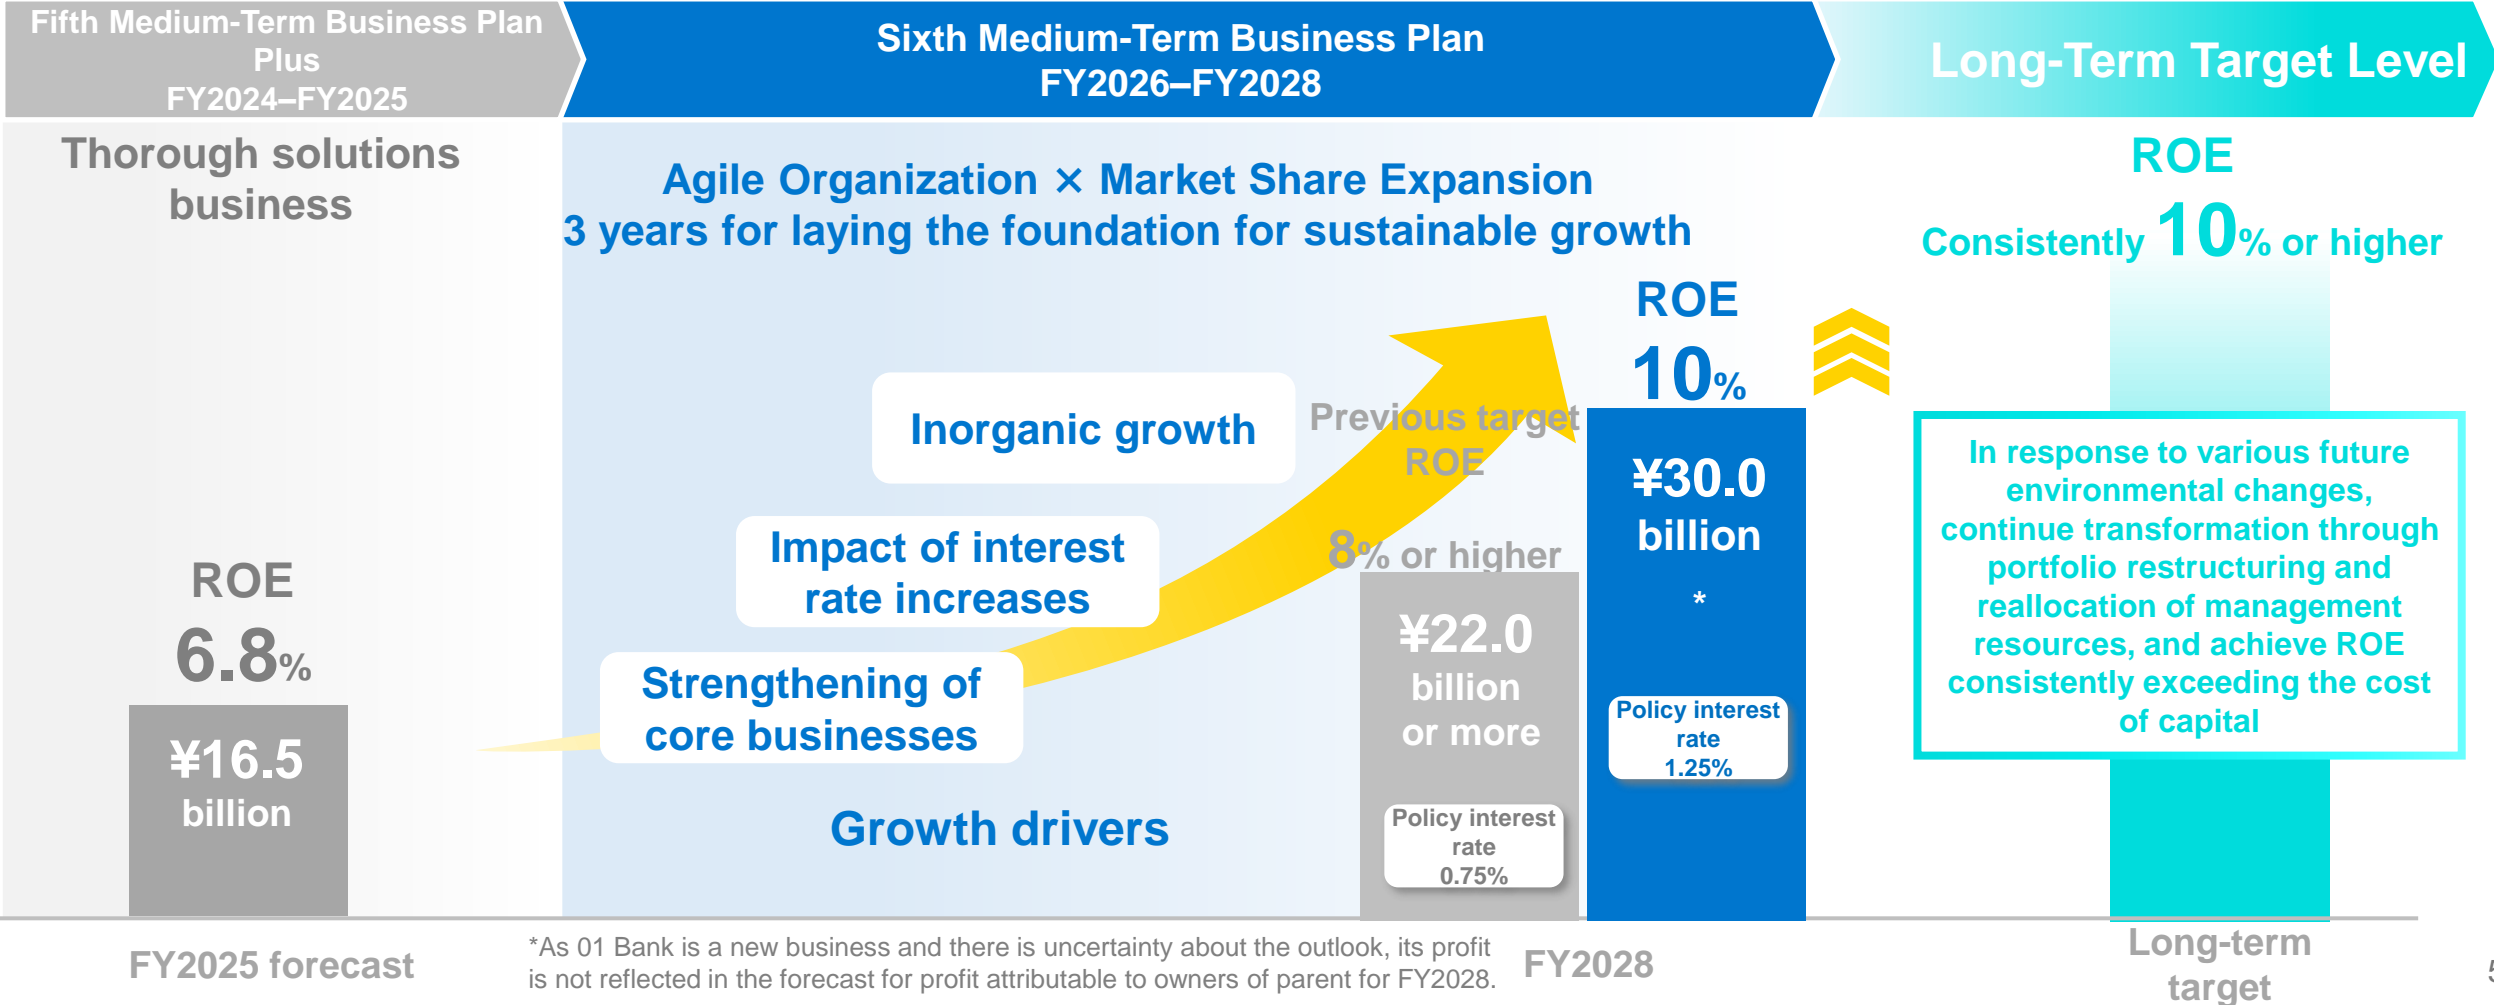 Fifth Medium-Term Business Plan
Plus
FY2024–FY2025
Sixth Medium-Term Business Plan
FY2026–FY2028
Long-Term Target Level
Thorough solutions
business
ROE
6.8%
¥16.5
billion
FY2025 forecast
Agile Organization × Market Share Expansion
3 years for laying the foundation for sustainable growth
Inorganic growth
Impact of interest
rate increases
Strengthening of
core businesses
Growth drivers
Previous target
ROE
8% or higher
¥22.0
billion
or more
Policy interest
rate
0.75%
ROE
10%
¥30.0
billion
*
Policy interest
rate
1.25%
FY2028
ROE
Consistently 10% or higher
In response to various future
environmental changes,
continue transformation through
portfolio restructuring and
reallocation of management
resources, and achieve ROE
consistently exceeding the cost
of capital
Long-term
target
*As 01 Bank is a new business and there is uncertainty about the outlook, its profit
is not reflected in the forecast for profit attributable to owners of parent for FY2028.